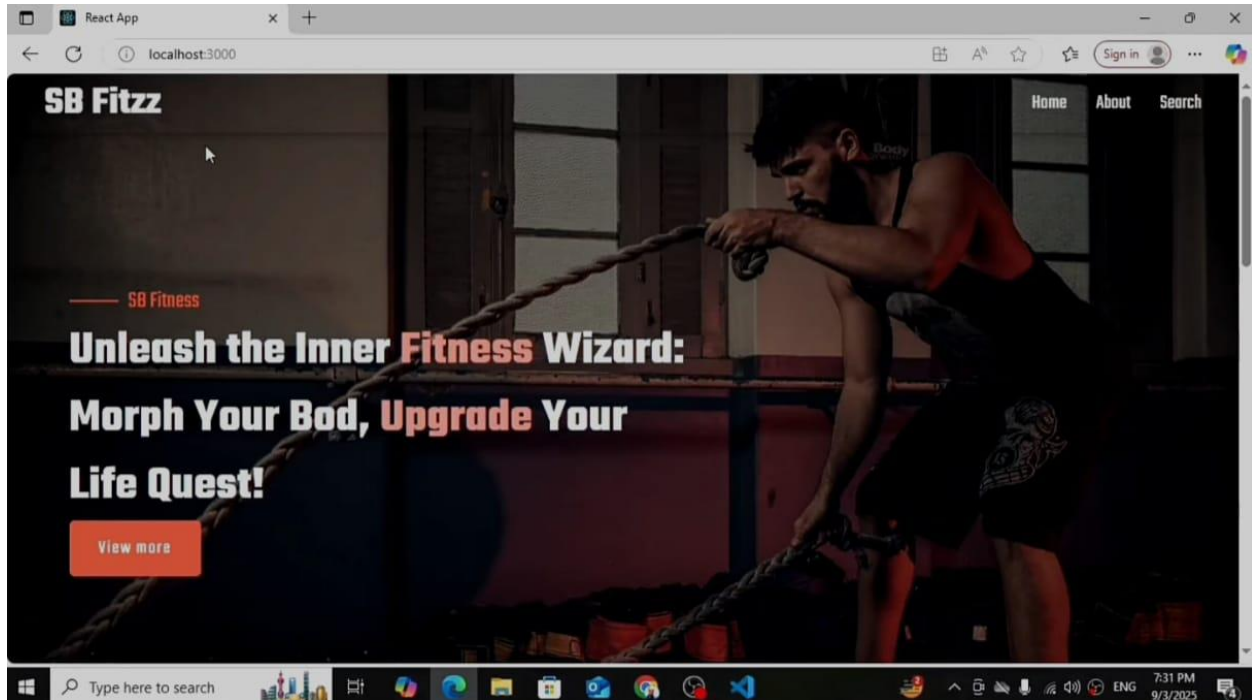 React App
localhost:3000
Sign in
SB Fitzz
Home About Search
Body
SB Fitness
Unleash the Inner Fitness Wizard:
Morph Your Bod, Upgrade Your
Life Quest!
View more
Type here to search
ENG
7:31 PM
9/3/2025